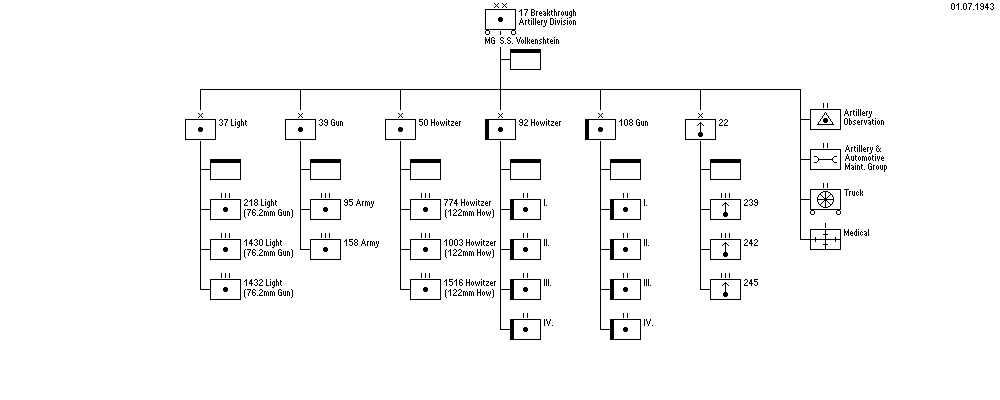 01.07.1943
17 Breakthrough
Artillery Division
MG S.S. Volkenshtein
37 Light
39 Gun
50 Howitzer
92 Howitzer
108 Gun
22
Artillery
Observation
Artillery &
Automotive
Maint. Group
Truck
Medical
218 Light
(76.2mm Gun)
1430 Light
(76.2mm Gun)
1432 Light
(76.2mm Gun)
95 Army
158 Army
774 Howitzer
(122mm How)
1003 Howitzer
(122mm How)
1516 Howitzer
(122mm How)
I.
II.
III.
IV.
I.
II.
III.
IV.
239
242
245